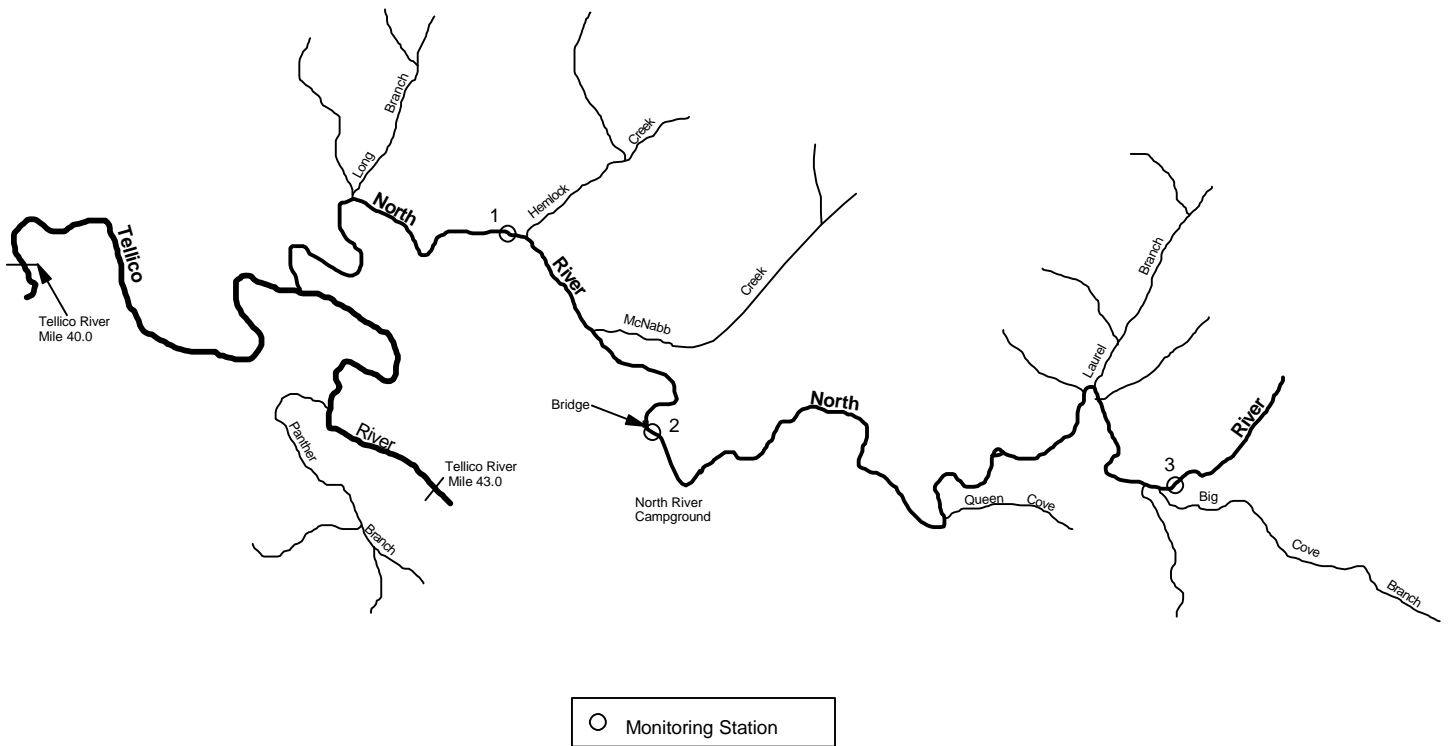 Long
Branch
North
1
Hemlock
Creek
River
McNabb
Creek
Tellico
Tellico River
Mile 40.0
Bridge
2
North River
Campground
North
Panther
Branch
River
Tellico River
Mile 43.0
Laurel
Branch
River
3
Queen Cove
Big
Cove
Branch
Monitoring Station